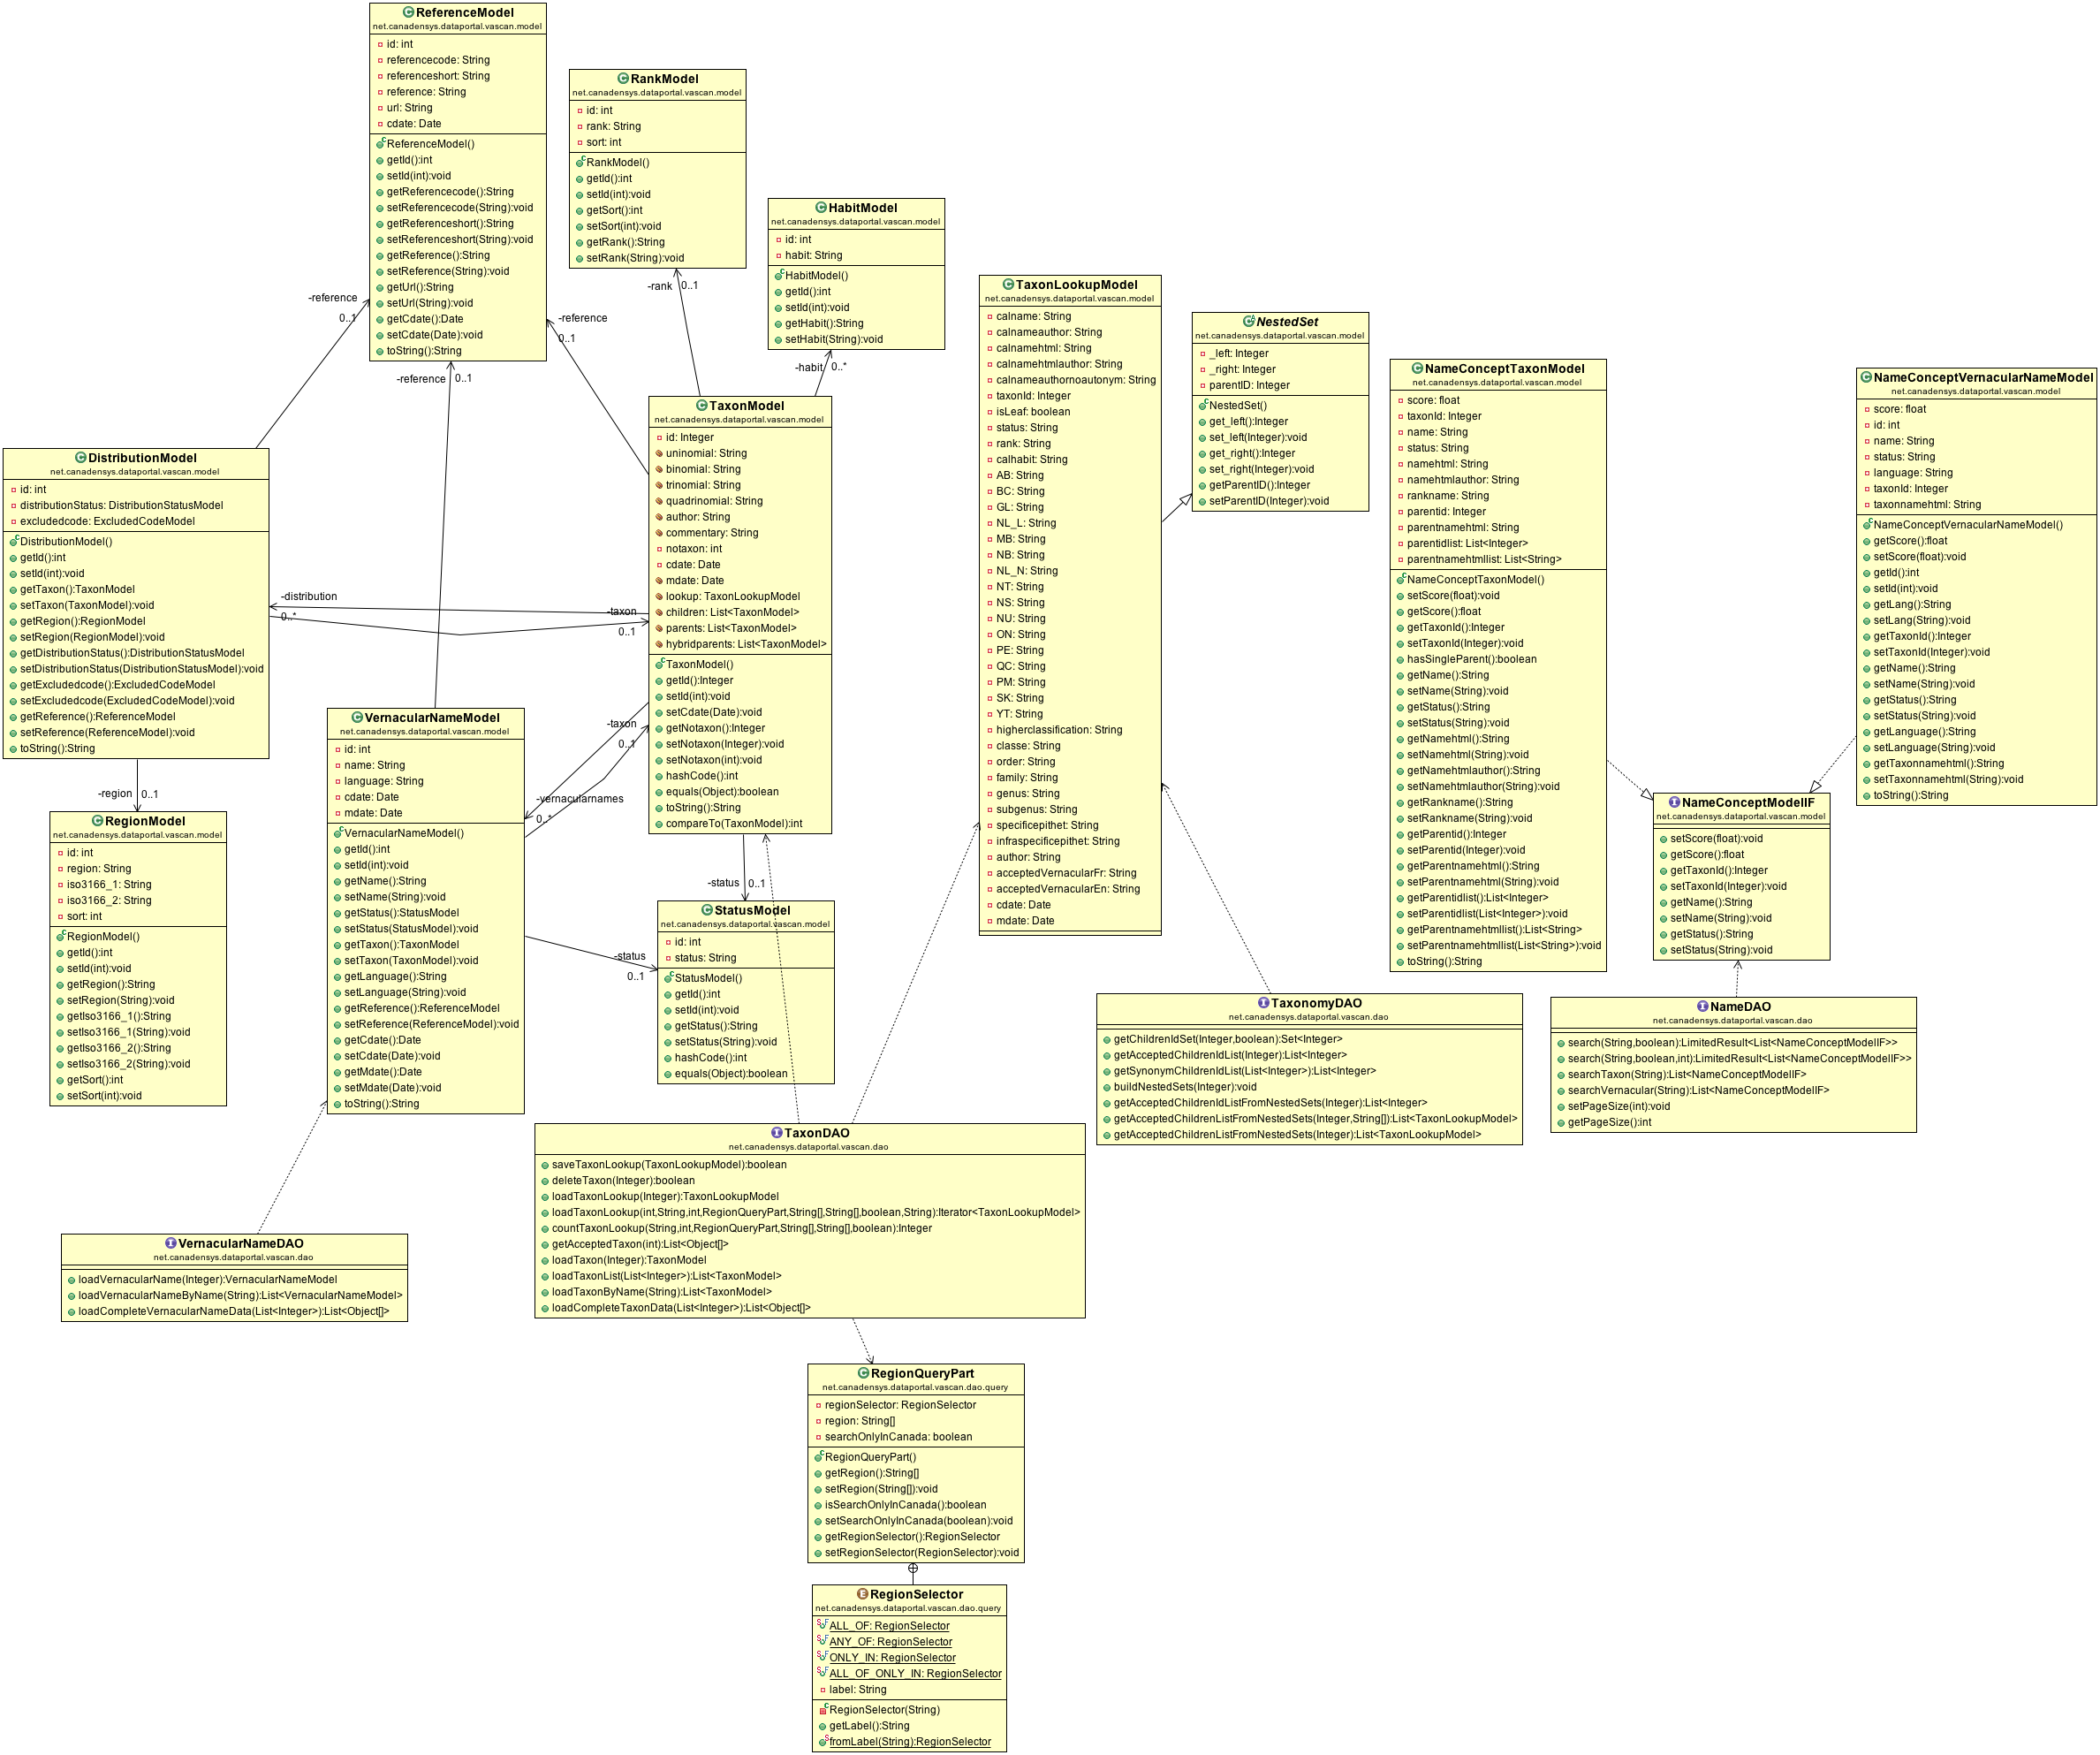 ReferenceModel
net.canadensys.dataportal.vascan.model
id: int
referencecode: String
referenceshort: String
reference: String
url: String
cdate: Date
ReferenceModel()
getId():int
setId(int):void
getReferencecode():String
setReferencecode(String):void
getReferenceshort():String
setReferenceshort(String):void
getReference():String
setReference(String):void
getUrl():String
setUrl(String):void
getCdate():Date
setCdate(Date):void
toString():String
RankModel
net.canadensys.dataportal.vascan.model
id: int
rank: String
sort: int
RankModel()
getId():int
setId(int):void
getSort():int
setSort(int):void
getRank():String
setRank(String):void
HabitModel
net.canadensys.dataportal.vascan.model
id: int
habit: String
HabitModel()
getId():int
setId(int):void
getHabit():String
setHabit(String):void
-reference
0..1
-reference
0..1
-reference
0..1
-rank
0..1
-habit
0..*
TaxonLookupModel
net.canadensys.dataportal.vascan.model
calname: String
calnameauthor: String
calnamehtml: String
calnamehtmlauthor: String
calnameauthornoautonym: String
taxonId: Integer
isLeaf: boolean
status: String
rank: String
calhabit: String
AB: String
BC: String
GL: String
NL_L: String
MB: String
NB: String
NL_N: String
NT: String
NS: String
NU: String
ON: String
PE: String
QC: String
PM: String
SK: String
YT: String
higherclassification: String
classe: String
order: String
family: String
genus: String
subgenus: String
specificepithet: String
infraspecificepithet: String
author: String
acceptedVernacularFr: String
acceptedVernacularEn: String
cdate: Date
mdate: Date
NestedSet
net.canadensys.dataportal.vascan.model
_left: Integer
_right: Integer
parentID: Integer
NestedSet()
get_left():Integer
set_left(Integer):void
get_right():Integer
set_right(Integer):void
getParentID():Integer
setParentID(Integer):void
NameConceptTaxonModel
net.canadensys.dataportal.vascan.model
score: float
taxonId: Integer
name: String
status: String
namehtml: String
namehtmlauthor: String
rankname: String
parentid: Integer
parentnamehtml: String
parentidlist: List<Integer>
parentnamehtmllist: List<String>
NameConceptTaxonModel()
setScore(float):void
getScore():float
getTaxonId():Integer
setTaxonId(Integer):void
hasSingleParent():boolean
getName():String
setName(String):void
getStatus():String
setStatus(String):void
getNamehtml():String
setNamehtml(String):void
getNamehtmlauthor():String
setNamehtmlauthor(String):void
getRankname():String
setRankname(String):void
getParentid():Integer
setParentid(Integer):void
getParentnamehtml():String
setParentnamehtml(String):void
getParentidlist():List<Integer>
setParentidlist(List<Integer>):void
getParentnamehtmllist():List<String>
setParentnamehtmllist(List<String>):void
toString():String
NameConceptVernacularNameModel
net.canadensys.dataportal.vascan.model
score: float
id: int
name: String
status: String
language: String
taxonId: Integer
taxonnamehtml: String
NameConceptVernacularNameModel()
getScore():float
setScore(float):void
getId():int
setId(int):void
getLang():String
setLang(String):void
getTaxonId():Integer
setTaxonId(Integer):void
getName():String
setName(String):void
getStatus():String
setStatus(String):void
getLanguage():String
setLanguage(String):void
getTaxonnamehtml():String
setTaxonnamehtml(String):void
toString():String
TaxonModel
net.canadensys.dataportal.vascan.model
id: Integer
uninomial: String
binomial: String
trinomial: String
quadrinomial: String
author: String
commentary: String
notaxon: int
cdate: Date
mdate: Date
lookup: TaxonLookupModel
children: List<TaxonModel>
parents: List<TaxonModel>
hybridparents: List<TaxonModel>
TaxonModel()
getId():Integer
setId(int):void
setCdate(Date):void
getNotaxon():Integer
setNotaxon(Integer):void
setNotaxon(int):void
hashCode():int
equals(Object):boolean
toString():String
compareTo(TaxonModel):int
DistributionModel
net.canadensys.dataportal.vascan.model
id: int
distributionStatus: DistributionStatusModel
excludedcode: ExcludedCodeModel
DistributionModel()
getId():int
setId(int):void
getTaxon():TaxonModel
setTaxon(TaxonModel):void
getRegion():RegionModel
setRegion(RegionModel):void
getDistributionStatus():DistributionStatusModel
setDistributionStatus(DistributionStatusModel):void
getExcludedcode():ExcludedCodeModel
setExcludedcode(ExcludedCodeModel):void
getReference():ReferenceModel
setReference(ReferenceModel):void
toString():String
-distribution
0..*
-taxon
0..1
-taxon
0..1
-vernacularnames
0..*
-region
0..1
-status
0..1
-status
0..1
VernacularNameModel
net.canadensys.dataportal.vascan.model
id: int
name: String
language: String
cdate: Date
mdate: Date
VernacularNameModel()
getId():int
setId(int):void
getName():String
setName(String):void
getStatus():StatusModel
setStatus(StatusModel):void
getTaxon():TaxonModel
setTaxon(TaxonModel):void
getLanguage():String
setLanguage(String):void
getReference():ReferenceModel
setReference(ReferenceModel):void
getCdate():Date
setCdate(Date):void
getMdate():Date
setMdate(Date):void
toString():String
RegionModel
net.canadensys.dataportal.vascan.model
id: int
region: String
iso3166_1: String
iso3166_2: String
sort: int
RegionModel()
getId():int
setId(int):void
getRegion():String
setRegion(String):void
getIso3166_1():String
setIso3166_1(String):void
getIso3166_2():String
setIso3166_2(String):void
getSort():int
setSort(int):void
StatusModel
net.canadensys.dataportal.vascan.model
id: int
status: String
StatusModel()
getId():int
setId(int):void
getStatus():String
setStatus(String):void
hashCode():int
equals(Object):boolean
NameConceptModelIF
net.canadensys.dataportal.vascan.model
setScore(float):void
getScore():float
getTaxonId():Integer
setTaxonId(Integer):void
getName():String
setName(String):void
getStatus():String
setStatus(String):void
TaxonomyDAO
net.canadensys.dataportal.vascan.dao
getChildrenIdSet(Integer,boolean):Set<Integer>
getAcceptedChildrenIdList(Integer):List<Integer>
getSynonymChildrenIdList(List<Integer>):List<Integer>
buildNestedSets(Integer):void
getAcceptedChildrenIdListFromNestedSets(Integer):List<Integer>
getAcceptedChildrenListFromNestedSets(Integer,String[]):List<TaxonLookupModel>
getAcceptedChildrenListFromNestedSets(Integer):List<TaxonLookupModel>
NameDAO
net.canadensys.dataportal.vascan.dao
search(String,boolean):LimitedResult<List<NameConceptModelIF>>
search(String,boolean,int):LimitedResult<List<NameConceptModelIF>>
searchTaxon(String):List<NameConceptModelIF>
searchVernacular(String):List<NameConceptModelIF>
setPageSize(int):void
getPageSize():int
TaxonDAO
net.canadensys.dataportal.vascan.dao
saveTaxonLookup(TaxonLookupModel):boolean
deleteTaxon(Integer):boolean
loadTaxonLookup(Integer):TaxonLookupModel
loadTaxonLookup(int,String,int,RegionQueryPart,String[],String[],boolean,String):Iterator<TaxonLookupModel>
countTaxonLookup(String,int,RegionQueryPart,String[],String[],boolean):Integer
getAcceptedTaxon(int):List<Object[]>
loadTaxon(Integer):TaxonModel
loadTaxonList(List<Integer>):List<TaxonModel>
loadTaxonByName(String):List<TaxonModel>
loadCompleteTaxonData(List<Integer>):List<Object[]>
VernacularNameDAO
net.canadensys.dataportal.vascan.dao
loadVernacularName(Integer):VernacularNameModel
loadVernacularNameByName(String):List<VernacularNameModel>
loadCompleteVernacularNameData(List<Integer>):List<Object[]>
RegionQueryPart
net.canadensys.dataportal.vascan.dao.query
regionSelector: RegionSelector
region: String[]
searchOnlyInCanada: boolean
RegionQueryPart()
getRegion():String[]
setRegion(String[]):void
isSearchOnlyInCanada():boolean
setSearchOnlyInCanada(boolean):void
getRegionSelector():RegionSelector
setRegionSelector(RegionSelector):void
RegionSelector
net.canadensys.dataportal.vascan.dao.query
ALL_OF: RegionSelector
ANY_OF: RegionSelector
ONLY_IN: RegionSelector
ALL_OF_ONLY_IN: RegionSelector
label: String
RegionSelector(String)
getLabel():String
fromLabel(String):RegionSelector